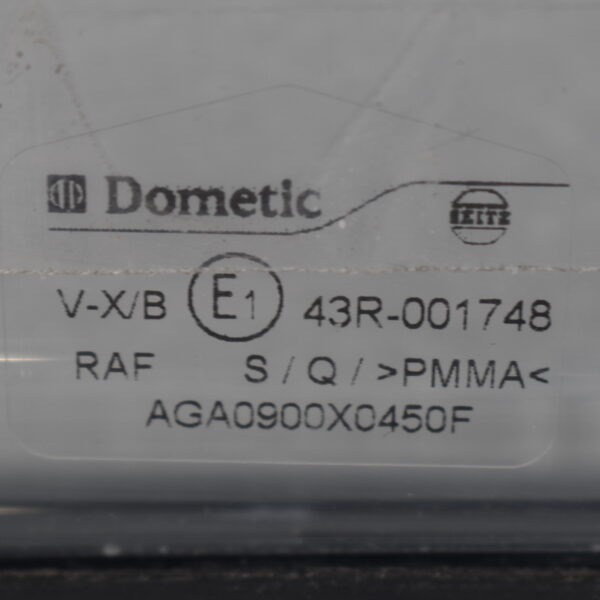 Dometic
SEITZ
V-X/B E1 43R-001748
RAF S / Q / >PMMA<
AGA0900X0450F